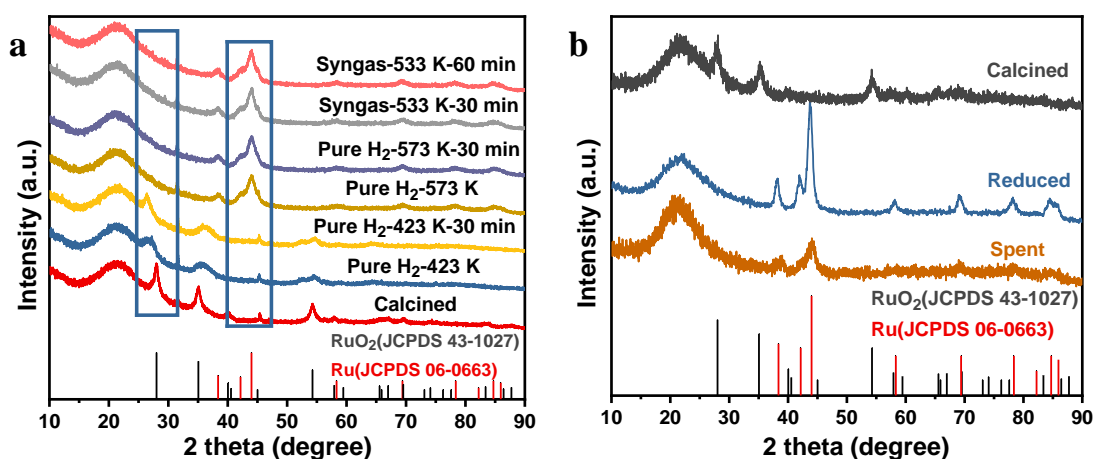 a
Intensity (a.u.)
Syngas-533 K-60 min
Syngas-533 K-30 min
Pure H₂-573 K-30 min
Pure H₂-573 K
Pure H₂-423 K-30 min
Pure H₂-423 K
Calcined
RuO₂(JCPDS 43-1027)
Ru(JCPDS 06-0663)
10 20 30 40 50 60 70 80 90
2 theta (degree)
b
Intensity (a.u.)
Calcined
Reduced
Spent
RuO₂(JCPDS 43-1027)
Ru(JCPDS 06-0663)
10 20 30 40 50 60 70 80 90
2 theta (degree)